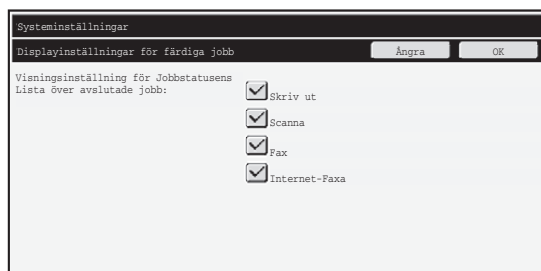 Systeminställningar
Displayinställningar för färdiga jobb
Ångra
OK
Visningsinställning för Jobbstatusens
Lista över avslutade jobb:
Skriv ut
Scanna
Fax
Internet-Faxa